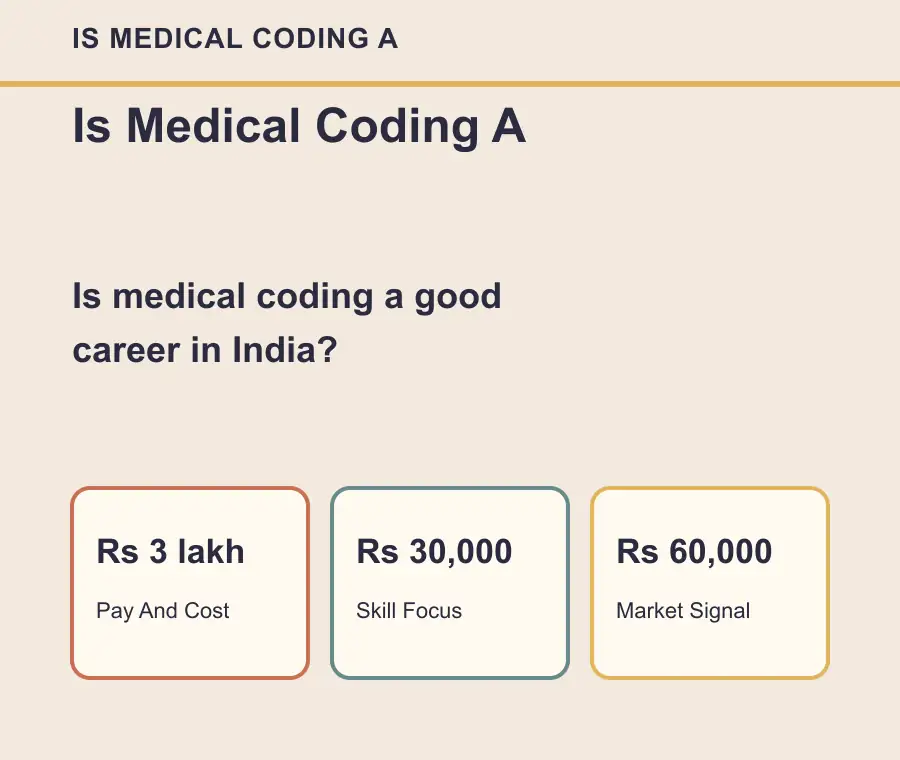 IS MEDICAL CODING A
Is Medical Coding A
Is medical coding a good
career in India?
Rs 3 lakh
Pay And Cost
Rs 30,000
Skill Focus
Rs 60,000
Market Signal